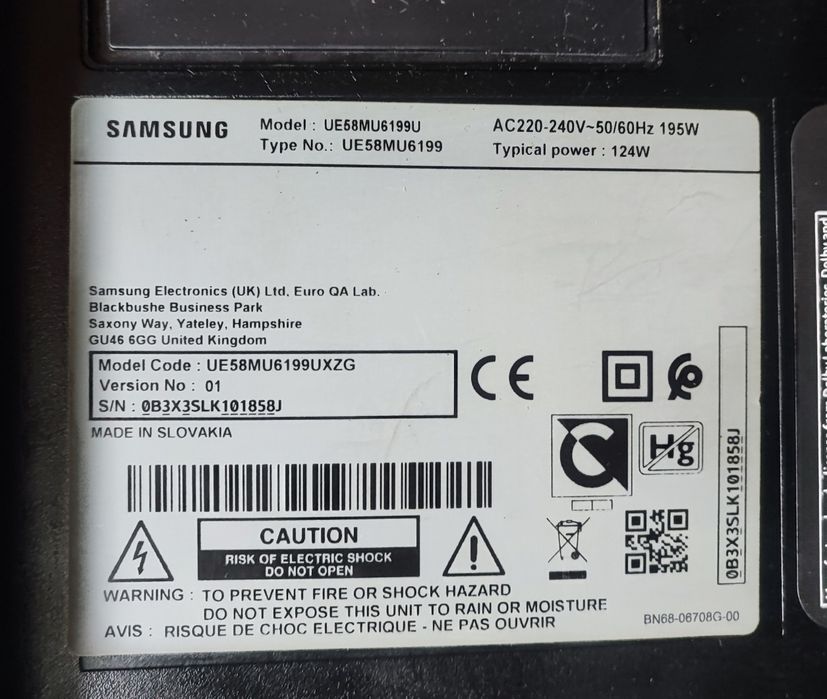 SAMSUNG
Model : UE58MU6199U
Type No.: UE58MU6199
AC220-240V~50/60Hz 195W
Typical power : 124W
Samsung Electronics (UK) Ltd, Euro QA Lab.
Blackbushe Business Park
Saxony Way, Yateley, Hampshire
GU46 6GG United Kingdom
Model Code : UE58MU6199UXZG
Version No : 01
S/N : 0B3X3SLK101858J
MADE IN SLOVAKIA
CE
Hg
0B3X3SLK101858J
CAUTION
RISK OF ELECTRIC SHOCK
DO NOT OPEN
WARNING : TO PREVENT FIRE OR SHOCK HAZARD
DO NOT EXPOSE THIS UNIT TO RAIN OR MOISTURE
AVIS : RISQUE DE CHOC ELECTRIQUE - NE PAS OUVRIR
BN68-06708G-00